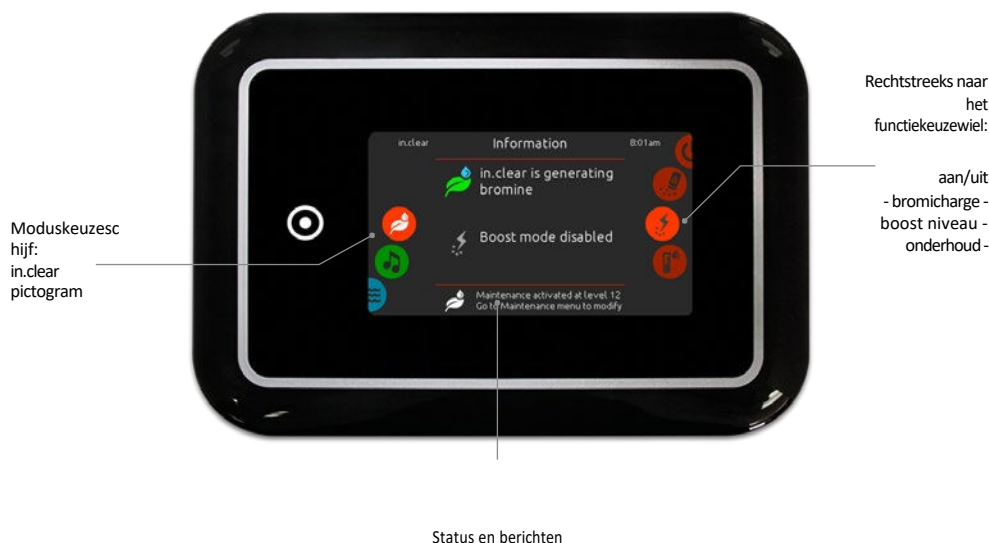 Rechtstreeks naar
het
functiekeuzewiel:
aan/uit
- bromicharge -
boost niveau -
onderhoud -
in.clear
Information
8:01am
in.clear is generating
bromine
Boost mode disabled
Maintenance activated at level 12
Go to Maintenance menu to modify
Moduskeuzesc
hijf:
in.clear
pictogram
Status en berichten